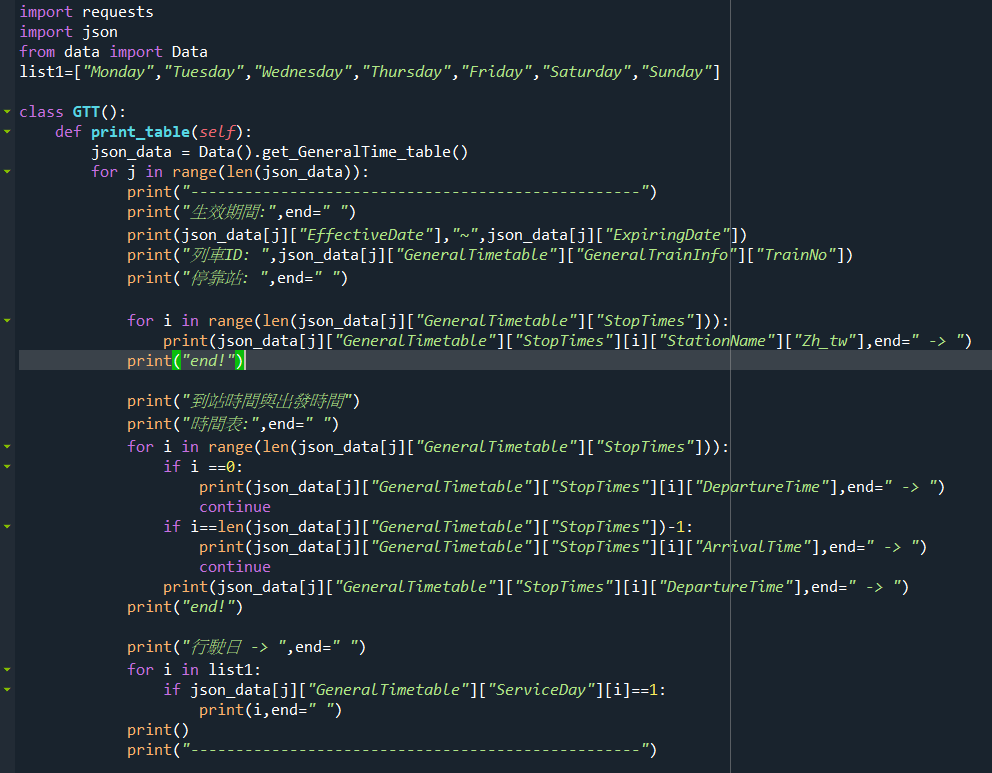 import requests
import json
from data import Data
list1=["Monday","Tuesday","Wednesday","Thursday","Friday","Saturday","Sunday"]
class GTT():
    def print_table(self):
        json_data = Data().get_GeneralTime_table()
        for j in range(len(json_data)):
            print("--------------------------------------------------")
            print("生效期間:",end=" ")
            print(json_data[j]["EffectiveDate"],"~",json_data[j]["ExpiringDate"])
            print("列車ID: ",json_data[j]["GeneralTimetable"]["GeneralTrainInfo"]["TrainNo"])
            print("停靠站: ",end=" ")
            for i in range(len(json_data[j]["GeneralTimetable"]["StopTimes"])):
                print(json_data[j]["GeneralTimetable"]["StopTimes"][i]["StationName"]["Zh_tw"],end=" -> ")
            print("end!")
            print("到站時間與出發時間")
            print("時間表:",end=" ")
            for i in range(len(json_data[j]["GeneralTimetable"]["StopTimes"])):
                if i ==0:
                    print(json_data[j]["GeneralTimetable"]["StopTimes"][i]["DepartureTime"],end=" -> ")
                    continue
                if i==len(json_data[j]["GeneralTimetable"]["StopTimes"])-1:
                    print(json_data[j]["GeneralTimetable"]["StopTimes"][i]["ArrivalTime"],end=" -> ")
                    continue
                print(json_data[j]["GeneralTimetable"]["StopTimes"][i]["DepartureTime"],end=" -> ")
            print("end!")
            print("行駛日 -> ",end=" ")
            for i in list1:
                if json_data[j]["GeneralTimetable"]["ServiceDay"][i]==1:
                    print(i,end=" ")
            print()
            print("--------------------------------------------------")